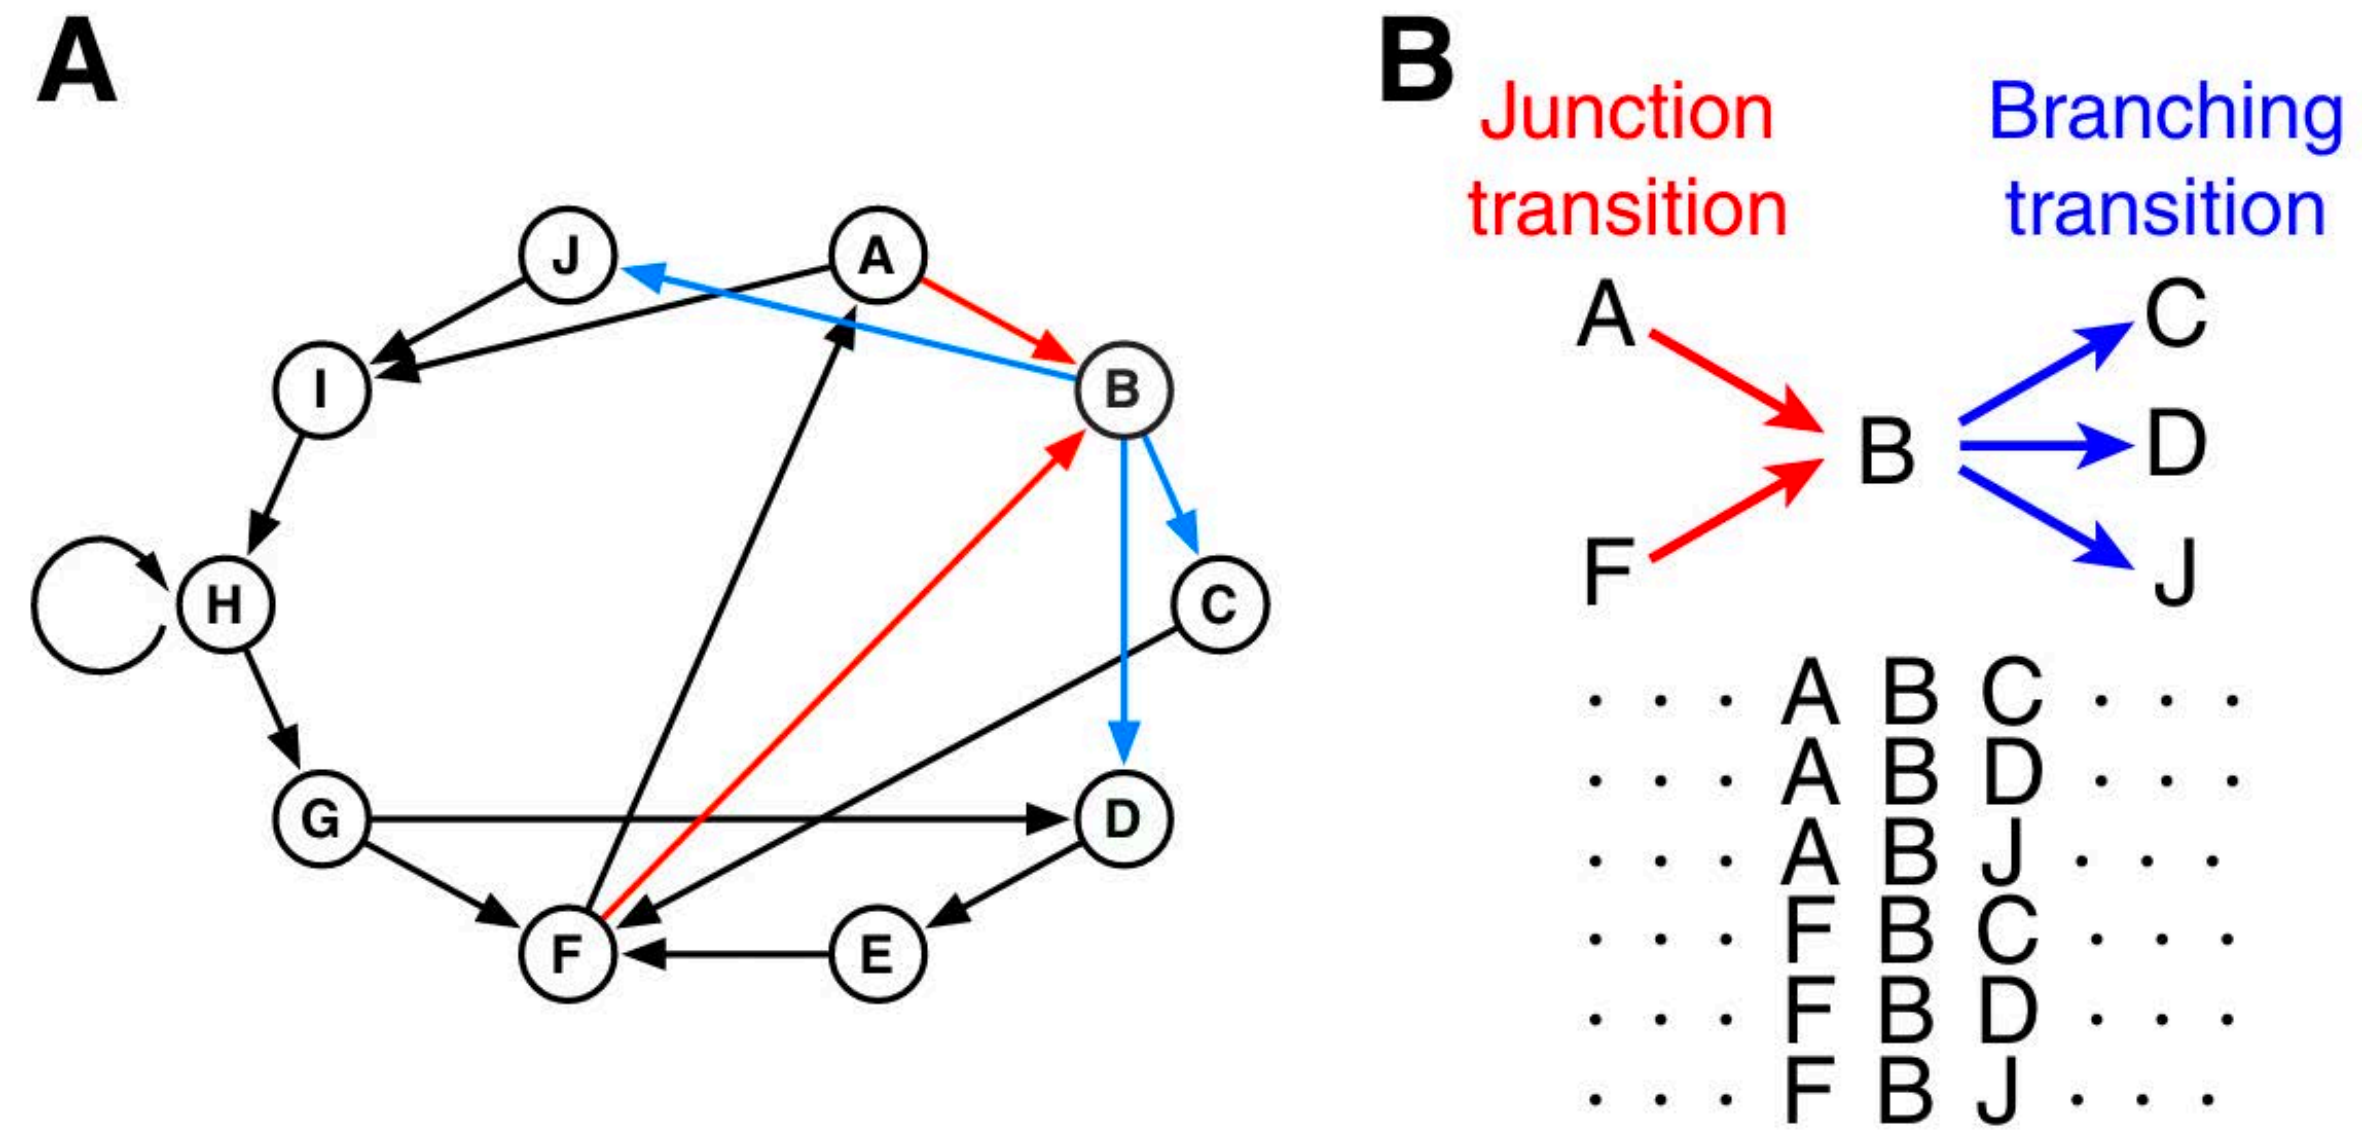 A
J
A
I
B
H
C
G
D
F
E
B
Junction
transition
Branching
transition
A
C
B
D
F
J
. . . A B C . . .
. . . A B D . . .
. . . A B J . . .
. . . F B C . . .
. . . F B D . . .
. . . F B J . . .